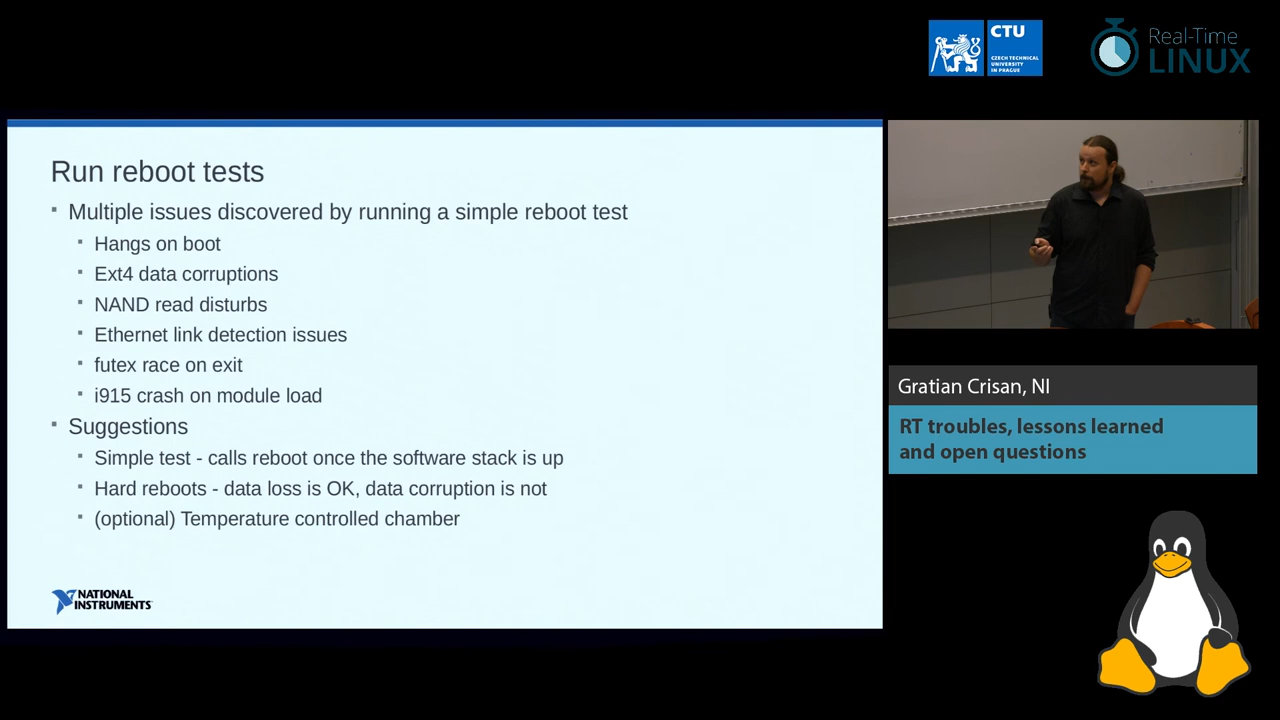 CTU
CZECH TECHNICAL
UNIVERSITY
IN PRAGUE
Real-Time
LINUX
Run reboot tests
Multiple issues discovered by running a simple reboot test
Hangs on boot
Ext4 data corruptions
NAND read disturbs
Ethernet link detection issues
futex race on exit
i915 crash on module load
Suggestions
Simple test - calls reboot once the software stack is up
Hard reboots - data loss is OK, data corruption is not
(optional) Temperature controlled chamber
NATIONAL
INSTRUMENTS
Gratian Crisan, NI
RT troubles, lessons learned
and open questions